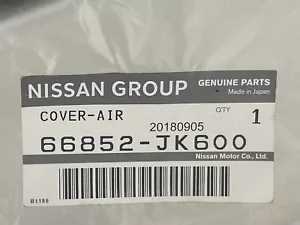 NISSAN GROUP
GENUINE PARTS
Made in Japan
COVER-AIR
Q'TY
1
20180905
66852-JK600
Nissan Motor Co., Ltd.
B1186